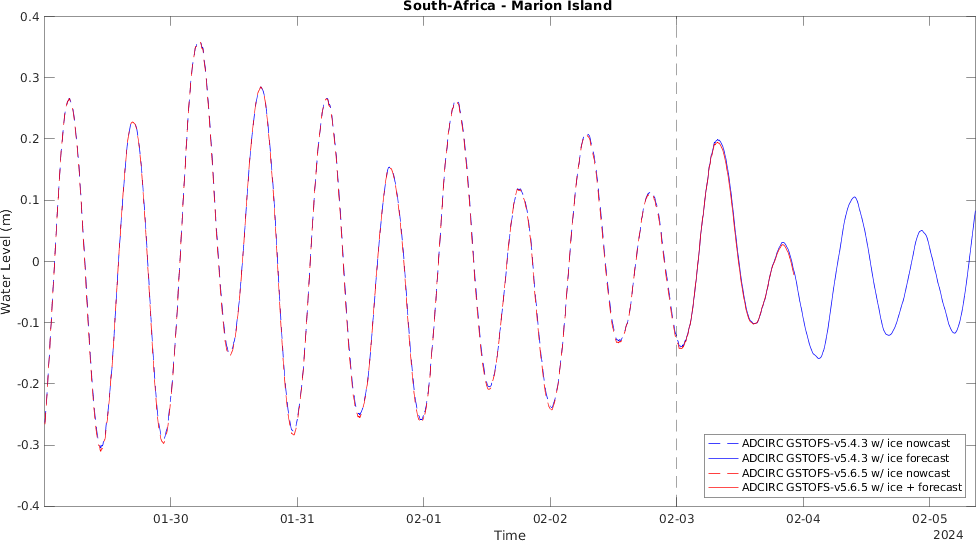 South-Africa - Marion Island
0.4
0.3
0.2
0.1
0
-0.1
-0.2
-0.3
-0.4
Water Level (m)
ADCIRC GSTOFS-v5.4.3 w/ ice nowcast
ADCIRC GSTOFS-v5.4.3 w/ ice forecast
ADCIRC GSTOFS-v5.6.5 w/ ice nowcast
ADCIRC GSTOFS-v5.6.5 w/ ice + forecast
01-30 01-31 02-01 02-02 02-03 02-04 02-05
Time 2024